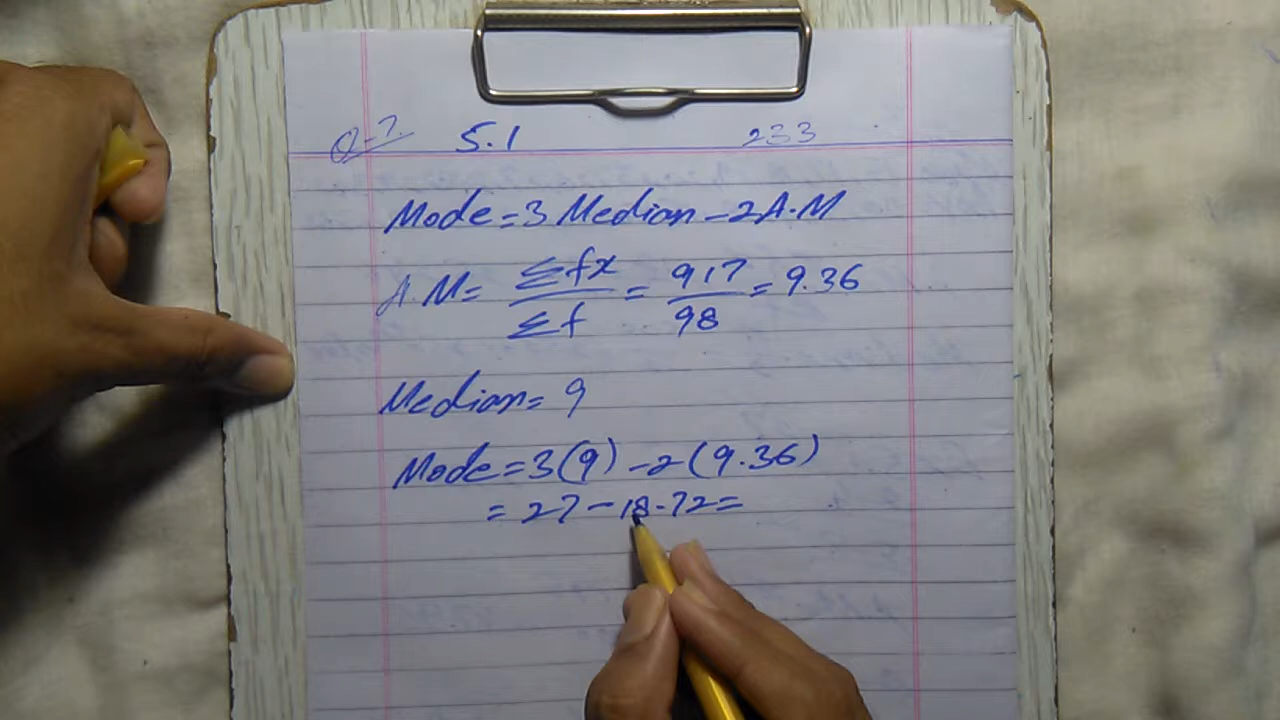 Q-7. 5.1 233
Mode = 3 Median - 2 A.M
A.M = Σfx / Σf = 917 / 98 = 9.36
Median = 9
Mode = 3(9) - 2(9.36)
= 27 - 18.72 =